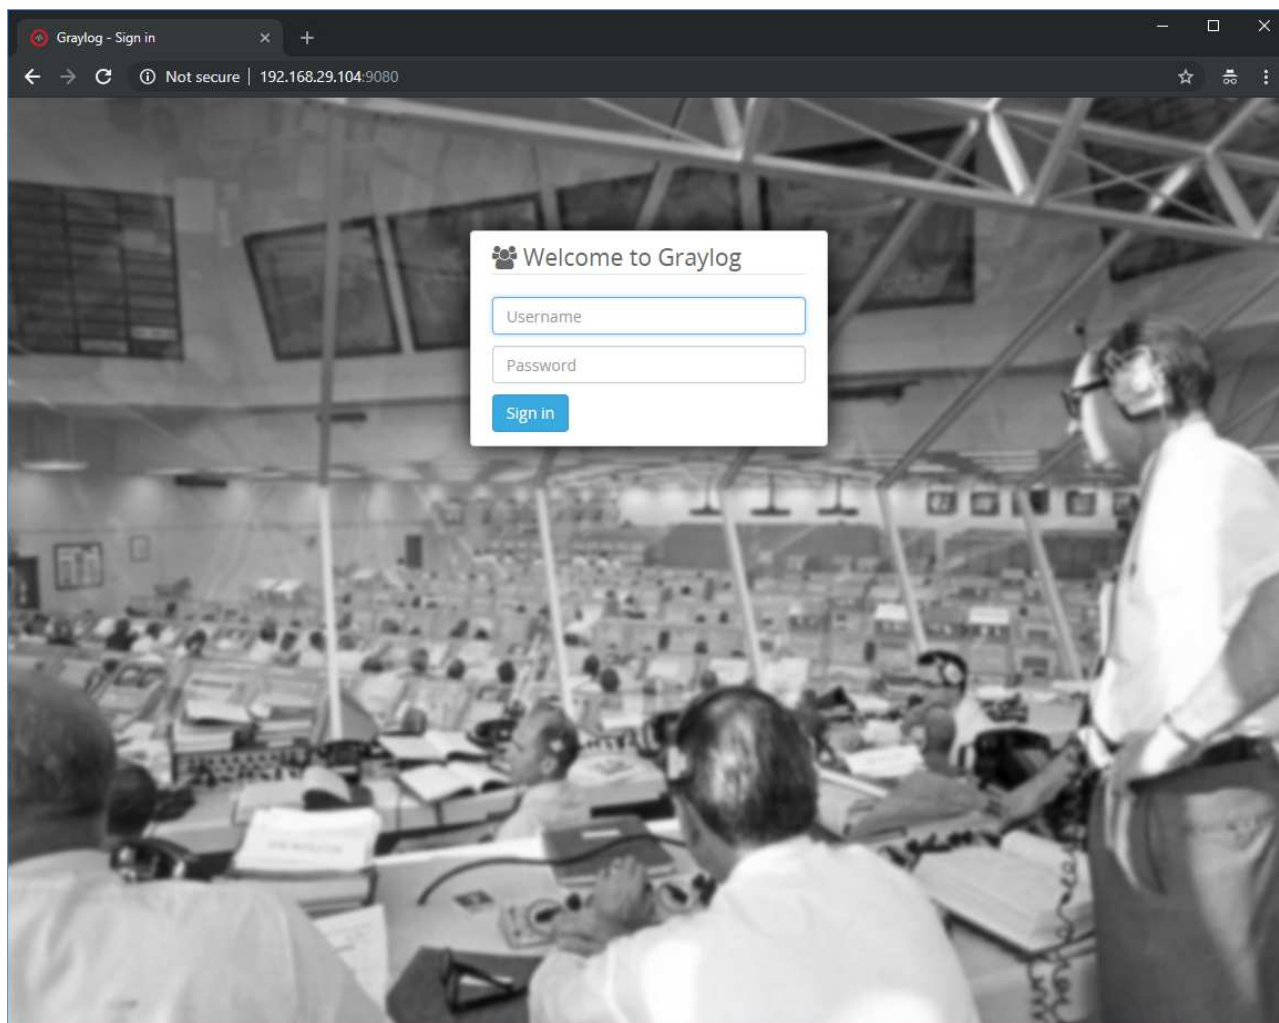 Graylog - Sign in
Not secure | 192.168.29.104:9080
Welcome to Graylog
Username
Password
Sign in